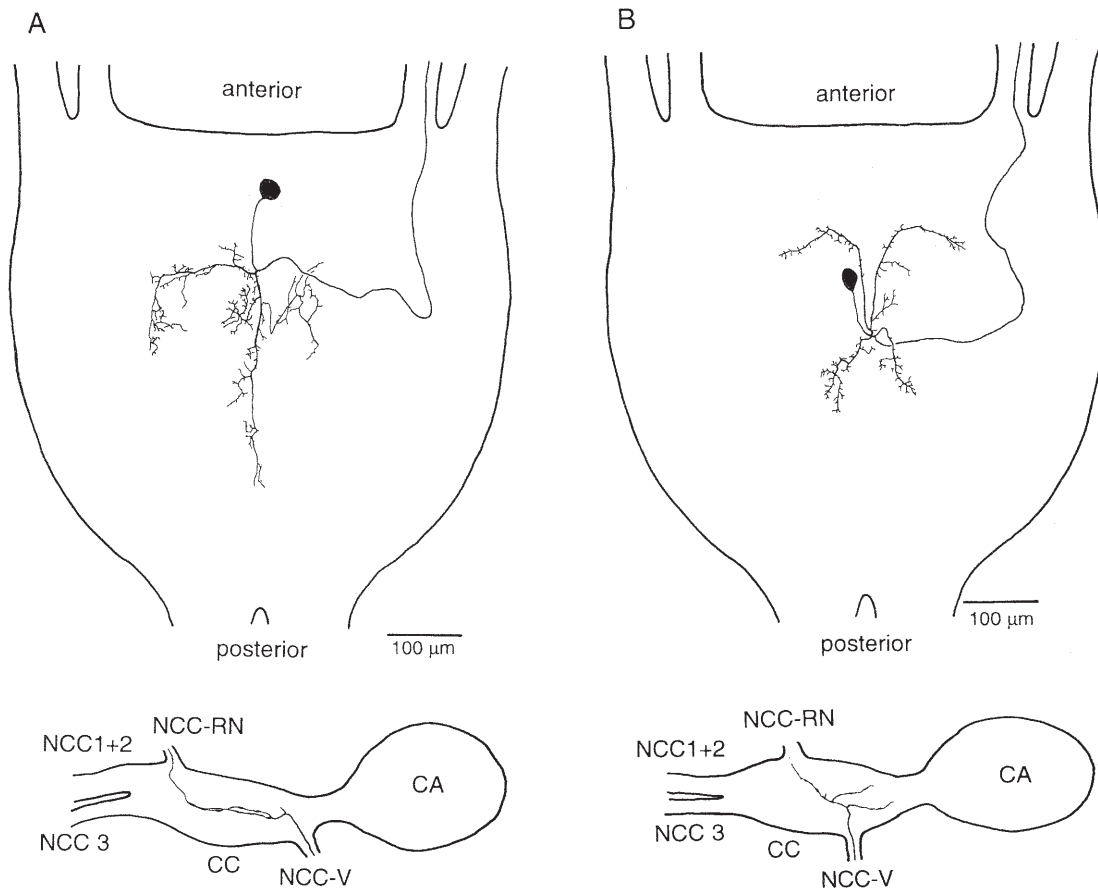 A
anterior
posterior
100 µm
NCC-RN
NCC1+2
CA
NCC 3
CC
NCC-V
B
anterior
posterior
100 µm
NCC-RN
NCC1+2
CA
NCC 3
CC
NCC-V